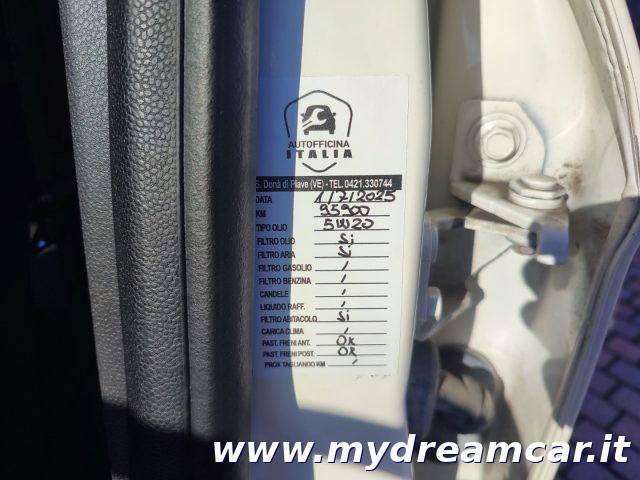 AUTOFFICINA
ITALIA
S. Donà di Piave (VE) - TEL. 0421.330744
DATA 1/7/2025
KM 95900
TIPO OLIO 5W20
FILTRO OLIO Si
FILTRO ARIA Si
FILTRO GASOLIO /
FILTRO BENZINA /
CANDELE /
LIQUIDO RAFF. /
FILTRO ABITACOLO Si
CARICA CLIMA /
PAST. FRENI ANT. OK
PAST. FRENI POST. OK
PROX TAGLIANDO KM /
www.mydreamcar.it